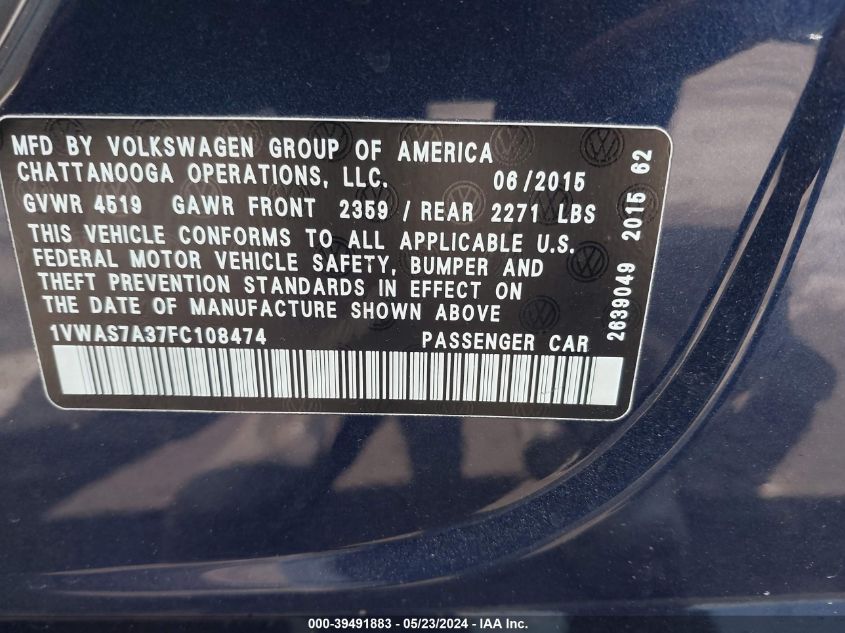 MFD BY VOLKSWAGEN GROUP OF AMERICA
CHATTANOOGA OPERATIONS, LLC. 06/2015
GVWR 4519 GAWR FRONT 2359 / REAR 2271 LBS
THIS VEHICLE CONFORMS TO ALL APPLICABLE U.S.
FEDERAL MOTOR VEHICLE SAFETY, BUMPER AND
THEFT PREVENTION STANDARDS IN EFFECT ON
THE DATE OF MANUFACTURE SHOWN ABOVE
1VWAS7A37FC108474 PASSENGER CAR
2639049 2015 62
000-39491883 - 05/23/2024 - IAA Inc.